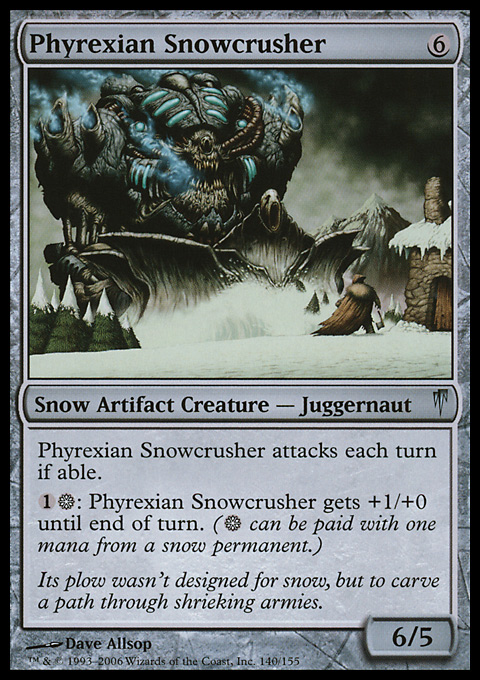 Phyrexian Snowcrusher 6
Snow Artifact Creature — Juggernaut
Phyrexian Snowcrusher attacks each turn
if able.
1: Phyrexian Snowcrusher gets +1/+0
until end of turn. ( can be paid with one
mana from a snow permanent.)
Its plow wasn't designed for snow, but to carve
a path through shrieking armies.
Dave Allsop
6/5
™ & © 1993–2006 Wizards of the Coast, Inc. 140/155